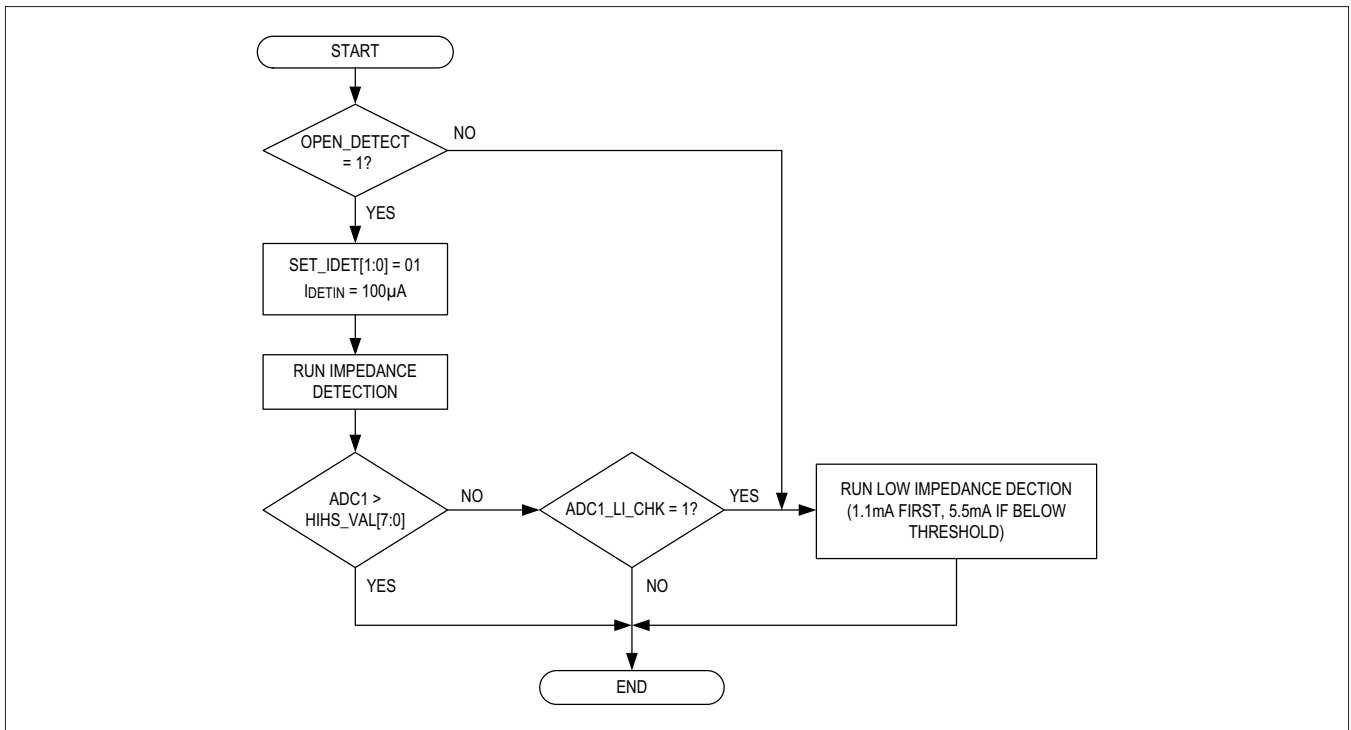 START
OPEN_DETECT
= 1?
NO
YES
SET_IDET[1:0] = 01
IDETIN = 100µA
RUN IMPEDANCE
DETECTION
ADC1 >
HIHS_VAL[7:0]
NO
ADC1_LI_CHK = 1?
YES
RUN LOW IMPEDANCE DECTION
(1.1mA FIRST, 5.5mA IF BELOW
THRESHOLD)
YES
NO
END